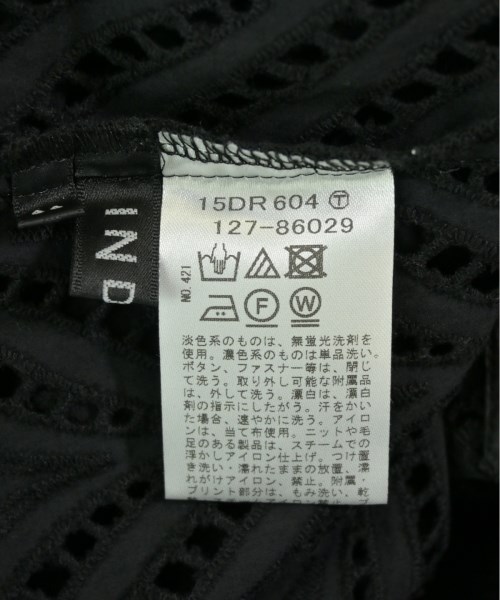 15DR 604 Ⓣ
127-86029
NO.421
F W
淡色系のものは、無蛍光洗剤を
使用。濃色系のものは単品洗い。
ボタン、ファスナー等は、閉じ
て洗う。取り外し可能な付属品
は、外して洗う。漂白は、漂白
剤の指示にしたがう。汗をかい
た場合、速やかに洗う。アイロ
ンは、当て布使用。ニットや毛
足のある製品は、スチームでの
浮かしアイロン仕上げ。つけ置
き洗い・濡れたままの放置、濡
れがけアイロン、禁止。附属・
プリント部分は、もみ洗い、乾
IND